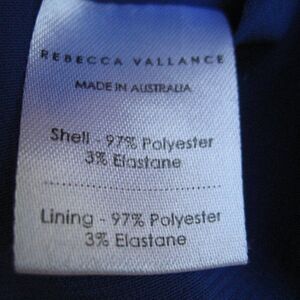 REBECCA VALLANCE
MADE IN AUSTRALIA
Shell - 97% Polyester
3% Elastane
Lining - 97% Polyester
3% Elastane